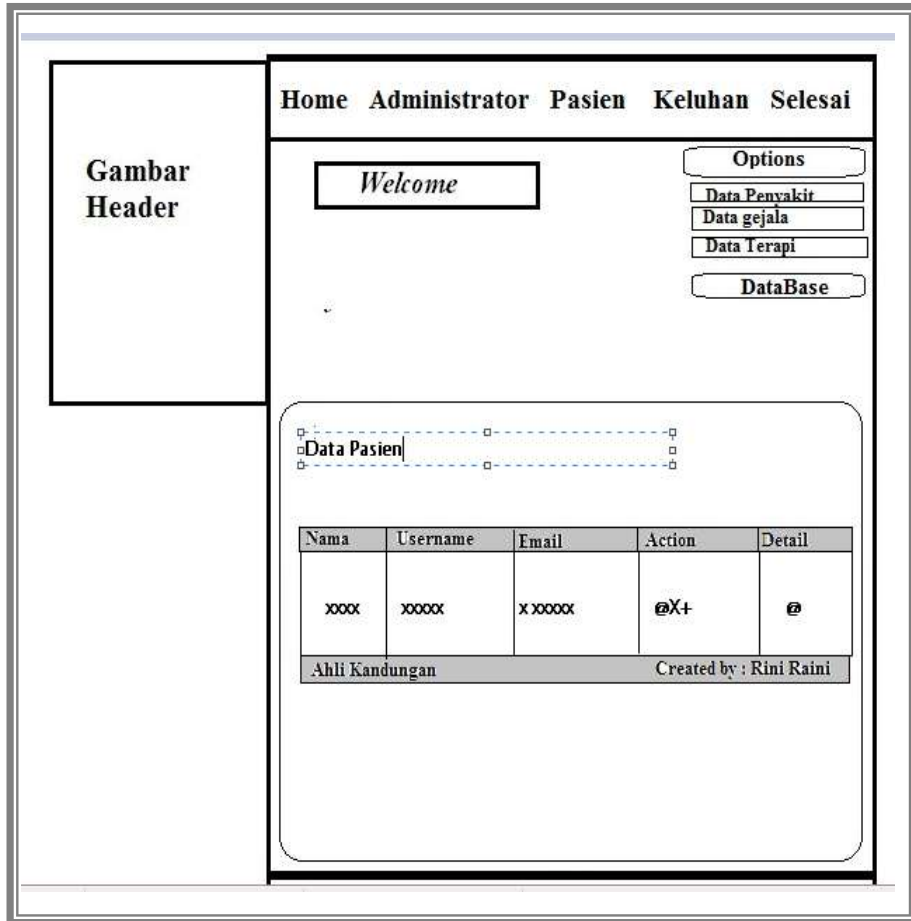 Home Administrator Pasien Keluhan Selesai
Gambar
Header
Welcome
Options
Data Penyakit
Data gejala
Data Terapi
DataBase
Data Pasien
Nama Username Email Action Detail
xxxx xxxxx x xxxxx @X+ @
Ahli Kandungan Created by : Rini Raini